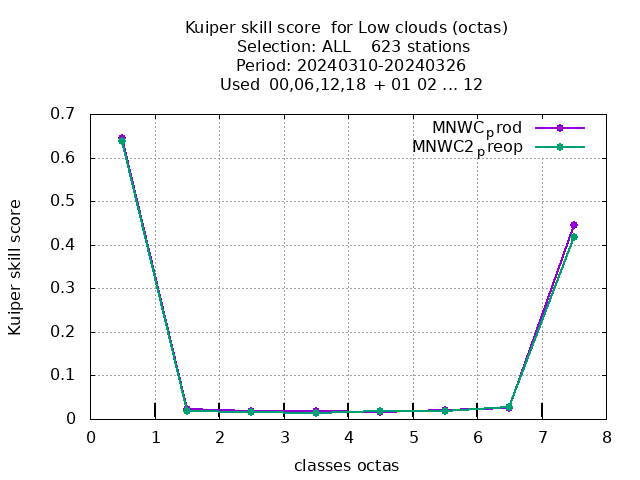 Kuiper skill score for Low clouds (octas)
Selection: ALL 623 stations
Period: 20240310-20240326
Used 00,06,12,18 + 01 02 ... 12
MNWCprod
MNWC2preop
0.7
0.6
0.5
0.4
0.3
0.2
0.1
0
Kuiper skill score
0 1 2 3 4 5 6 7 8
classes octas